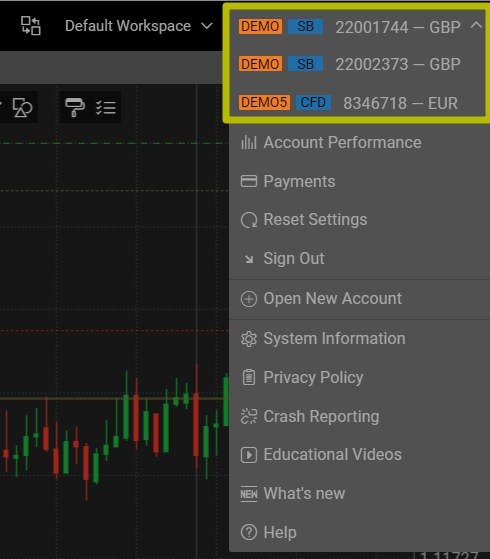 Default Workspace
DEMO SB 22001744 — GBP
DEMO SB 22002373 — GBP
DEMO5 CFD 8346718 — EUR
Account Performance
Payments
Reset Settings
Sign Out
Open New Account
System Information
Privacy Policy
Crash Reporting
Educational Videos
NEW What's new
Help
1.11727